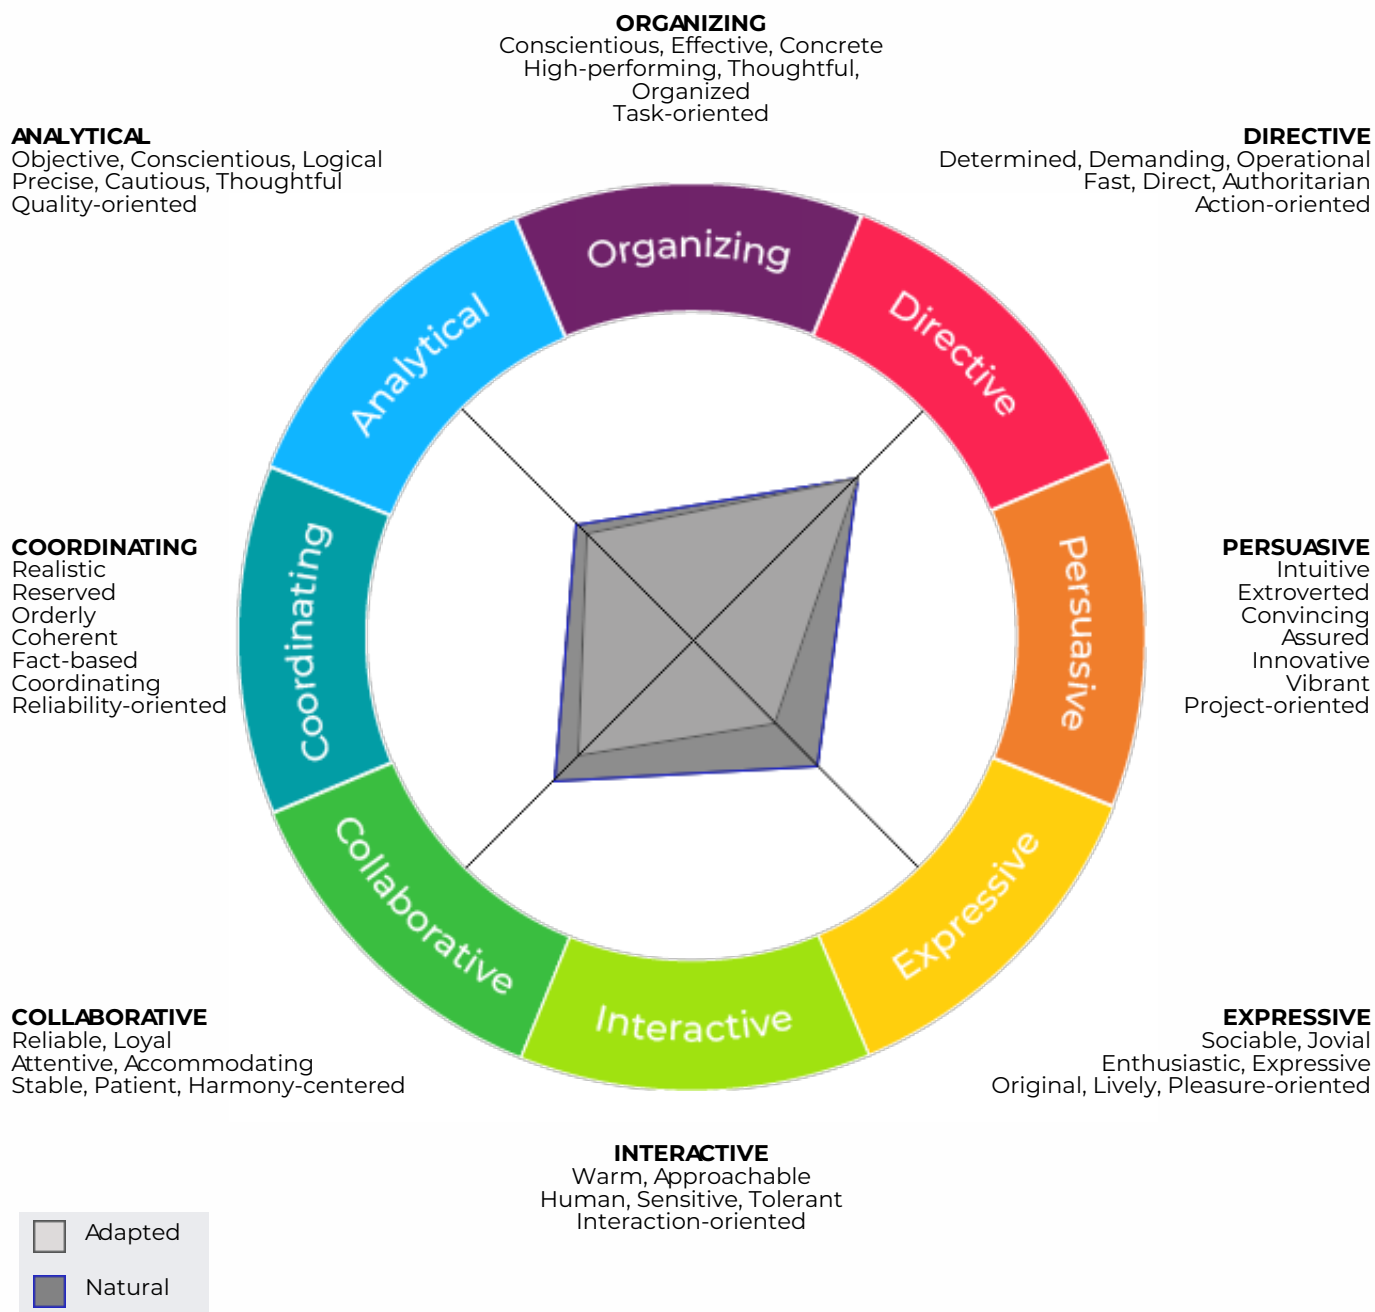 ORGANIZING
Conscientious, Effective, Concrete
High-performing, Thoughtful,
Organized
Task-oriented
ANALYTICAL
Objective, Conscientious, Logical
Precise, Cautious, Thoughtful
Quality-oriented
DIRECTIVE
Determined, Demanding, Operational
Fast, Direct, Authoritarian
Action-oriented
Organizing
Analytical
Directive
COORDINATING
Realistic
Reserved
Orderly
Coherent
Fact-based
Coordinating
Reliability-oriented
Coordinating
Persuasive
PERSUASIVE
Intuitive
Extroverted
Convincing
Assured
Innovative
Vibrant
Project-oriented
Collaborative
Interactive
Expressive
COLLABORATIVE
Reliable, Loyal
Attentive, Accommodating
Stable, Patient, Harmony-centered
EXPRESSIVE
Sociable, Jovial
Enthusiastic, Expressive
Original, Lively, Pleasure-oriented
INTERACTIVE
Warm, Approachable
Human, Sensitive, Tolerant
Interaction-oriented
Adapted
Natural